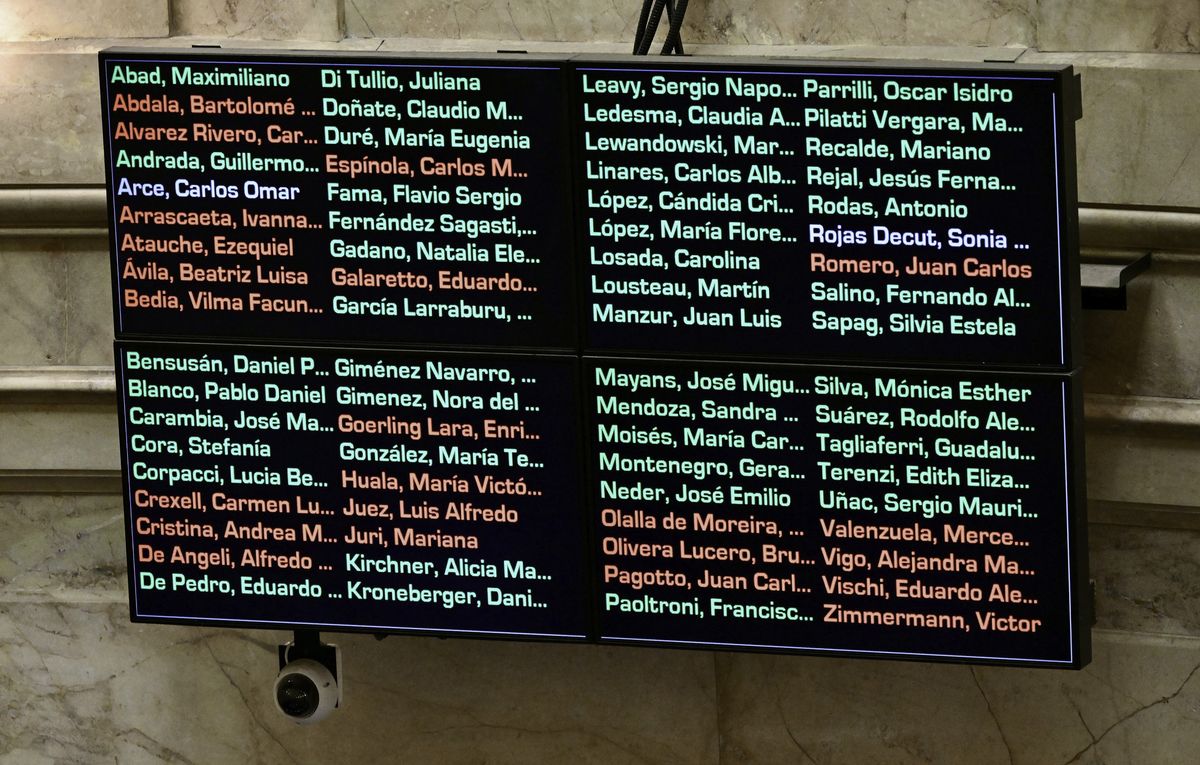 Abad, Maximiliano
Abdala, Bartolomé ...
Alvarez Rivero, Car...
Andrada, Guillermo...
Arce, Carlos Omar
Arrascaeta, Ivanna...
Atauche, Ezequiel
Ávila, Beatriz Luisa
Bedia, Vilma Facun...
Di Tullio, Juliana
Doñate, Claudio M...
Duré, María Eugenia
Espínola, Carlos M...
Fama, Flavio Sergio
Fernández Sagasti,...
Gadano, Natalia Ele...
Galaretto, Eduardo...
García Larraburu, ...
Leavy, Sergio Napo...
Ledesma, Claudia A...
Lewandowski, Mar...
Linares, Carlos Alb...
López, Cándida Cri...
López, María Flore...
Losada, Carolina
Lousteau, Martín
Manzur, Juan Luis
Parrilli, Oscar Isidro
Pilatti Vergara, Ma...
Recalde, Mariano
Rejal, Jesús Ferna...
Rodas, Antonio
Rojas Decut, Sonia ...
Romero, Juan Carlos
Salino, Fernando Al...
Sapag, Silvia Estela
Bensusán, Daniel P...
Blanco, Pablo Daniel
Carambia, José Ma...
Cora, Stefanía
Corpacci, Lucia Be...
Crexell, Carmen Lu...
Cristina, Andrea M...
De Angeli, Alfredo ...
De Pedro, Eduardo ...
Giménez Navarro, ...
Gimenez, Nora del ...
Goerling Lara, Enri...
González, María Te...
Huala, María Victó...
Juez, Luis Alfredo
Juri, Mariana
Kirchner, Alicia Ma...
Kroneberger, Dani...
Mayans, José Migu...
Mendoza, Sandra ...
Moisés, María Car...
Montenegro, Gera...
Neder, José Emilio
Olalla de Moreira, ...
Olivera Lucero, Bru...
Pagotto, Juan Carl...
Paoltroni, Francisc...
Silva, Mónica Esther
Suárez, Rodolfo Ale...
Tagliaferri, Guadalu...
Terenzi, Edith Eliza...
Uñac, Sergio Mauri...
Valenzuela, Merce...
Vigo, Alejandra Ma...
Vischi, Eduardo Ale...
Zimmermann, Victor